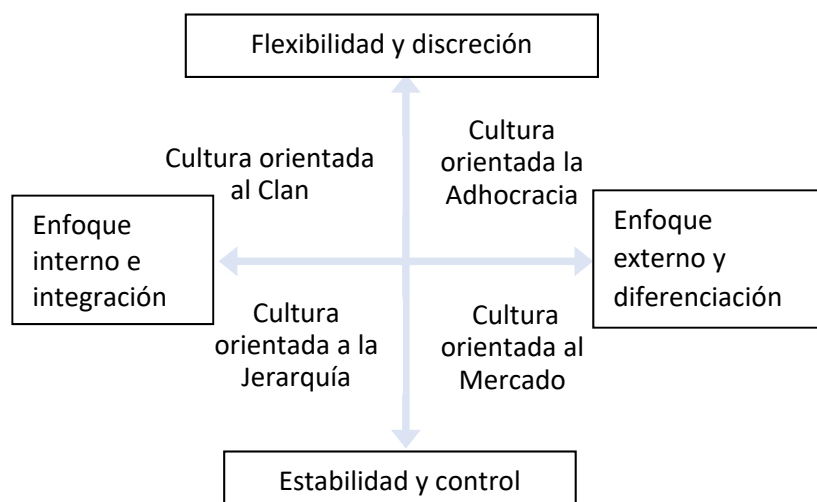 Flexibilidad y discreción
Cultura orientada
al Clan
Cultura
orientada la
Adhocracia
Enfoque
interno e
integración
Enfoque
externo y
diferenciación
Cultura
orientada a la
Jerarquía
Cultura
orientada al
Mercado
Estabilidad y control